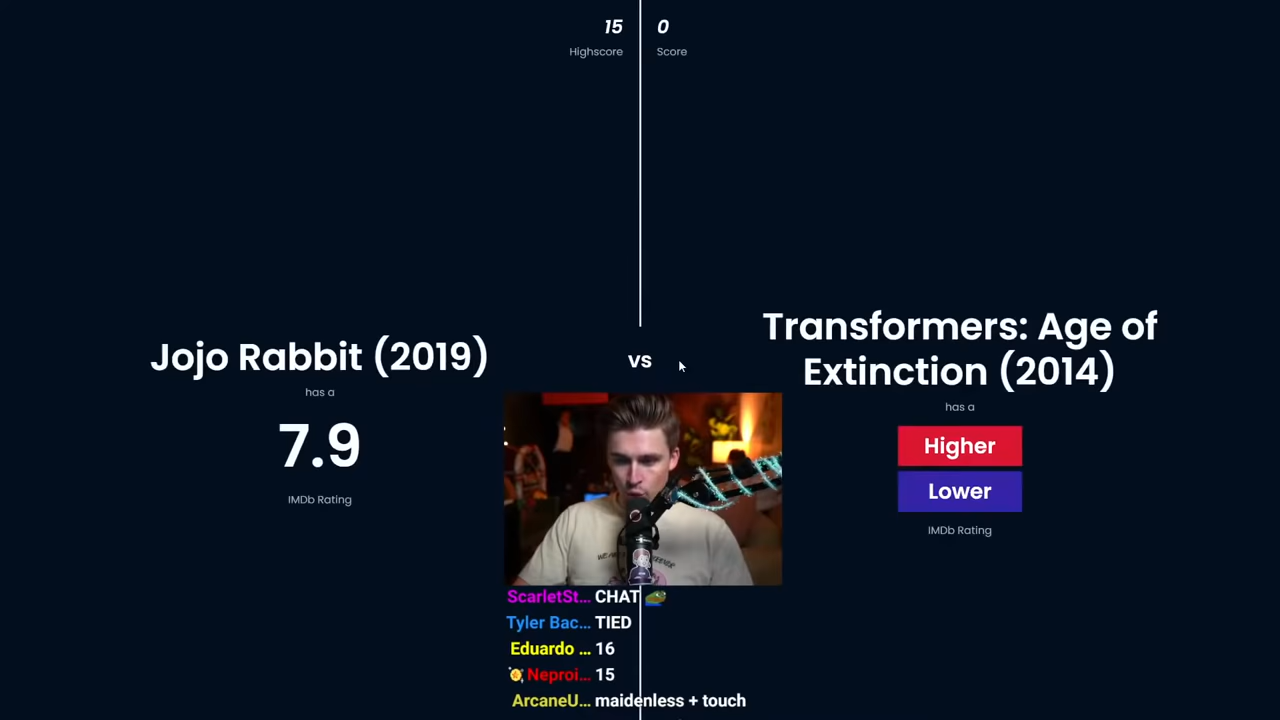 15
Highscore
0
Score
Jojo Rabbit (2019)
has a
7.9
IMDb Rating
vs
Transformers: Age of
Extinction (2014)
has a
Higher
Lower
IMDb Rating
ScarletSt... CHAT
Tyler Bac... TIED
Eduardo ... 16
Neproi... 15
ArcaneU... maidenless + touch